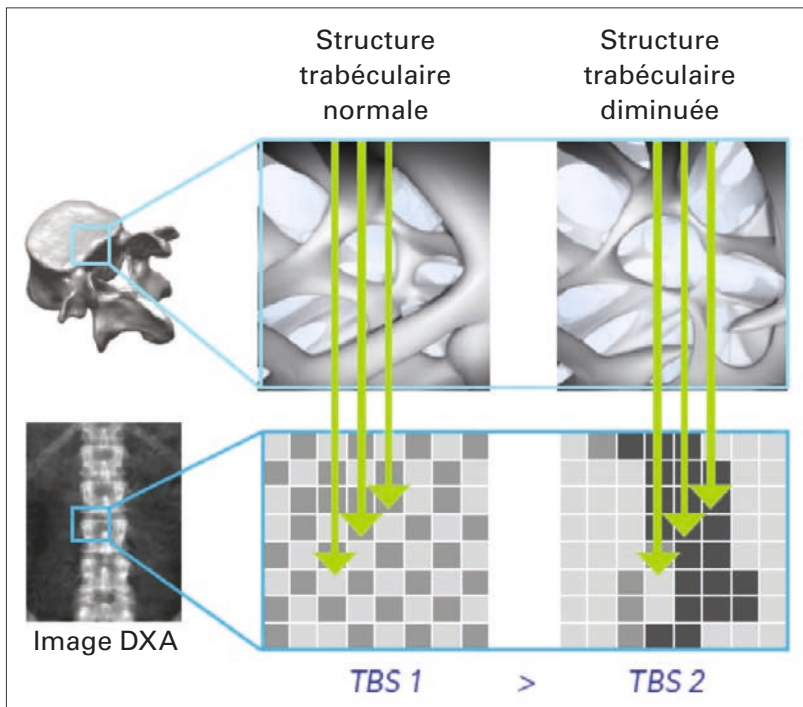 Structure
trabéculaire
normale
Structure
trabéculaire
diminuée
Image DXA
TBS 1 > TBS 2